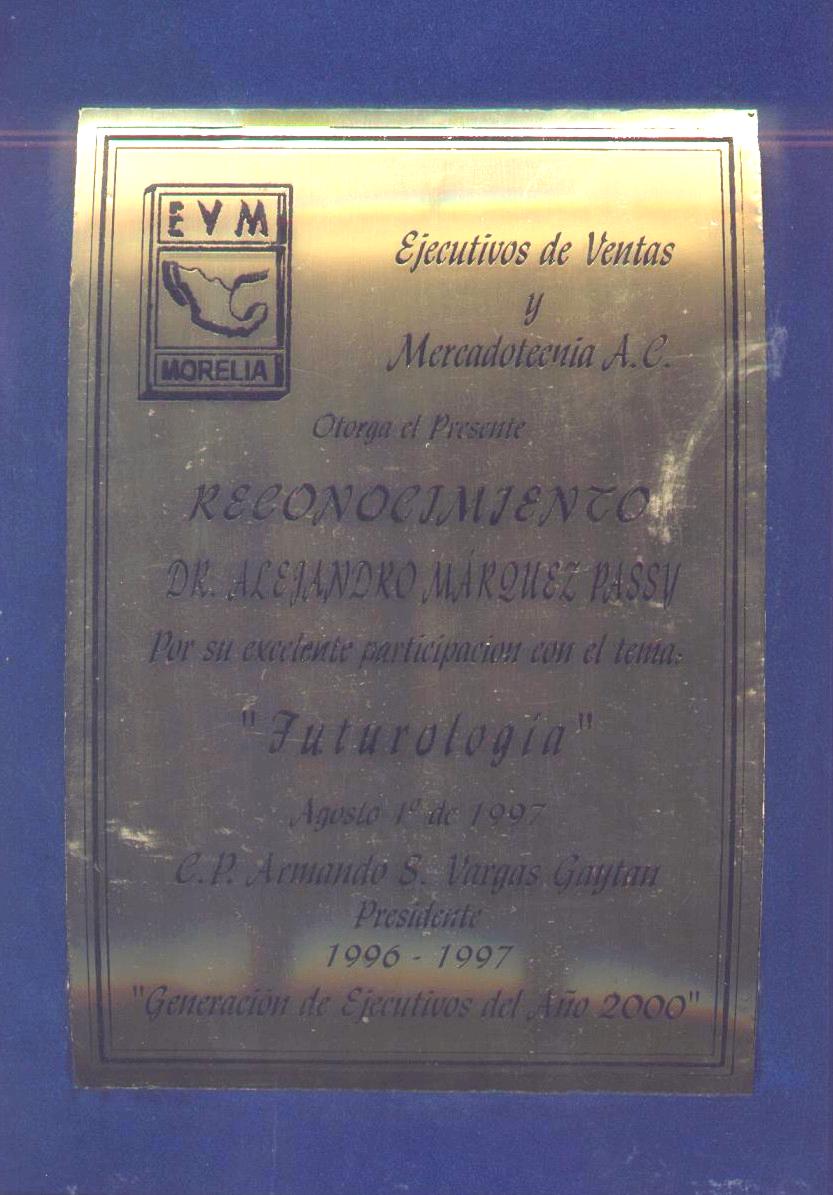 EVM
MORELIA
Ejecutivos de Ventas
y
Mercadotecnia A.C.
Otorga el Presente
RECONOCIMIENTO
DR. ALEJANDRO MÁRQUEZ PASSY
Por su excelente participacion con el tema:
"Futurología"
Agosto 1º de 1997
C.P. Armando S. Vargas Gaytan
Presidente
1996 - 1997
"Generación de Ejecutivos del Año 2000"